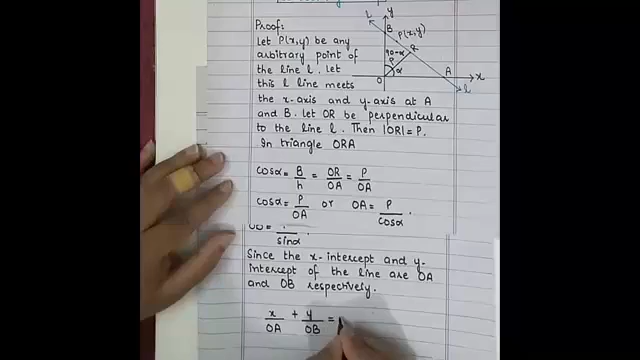 Proof:
Let P(x,y) be any
arbitrary point of
the line l. Let
this l line meets
the x-axis and y-axis at A
and B. Let OR be perpendicular
to the line l. Then |OR|=P.
In triangle ORA
cosα = B/h = OR/OA = P/OA
cosα = P/OA or OA = P/cosα .
sinα
Since the x-intercept and y-
intercept of the line are OA
and OB respectively.
x/OA + y/OB =
l
y
B
P(x,y)
R
90-α
P
α
O
A
x
l